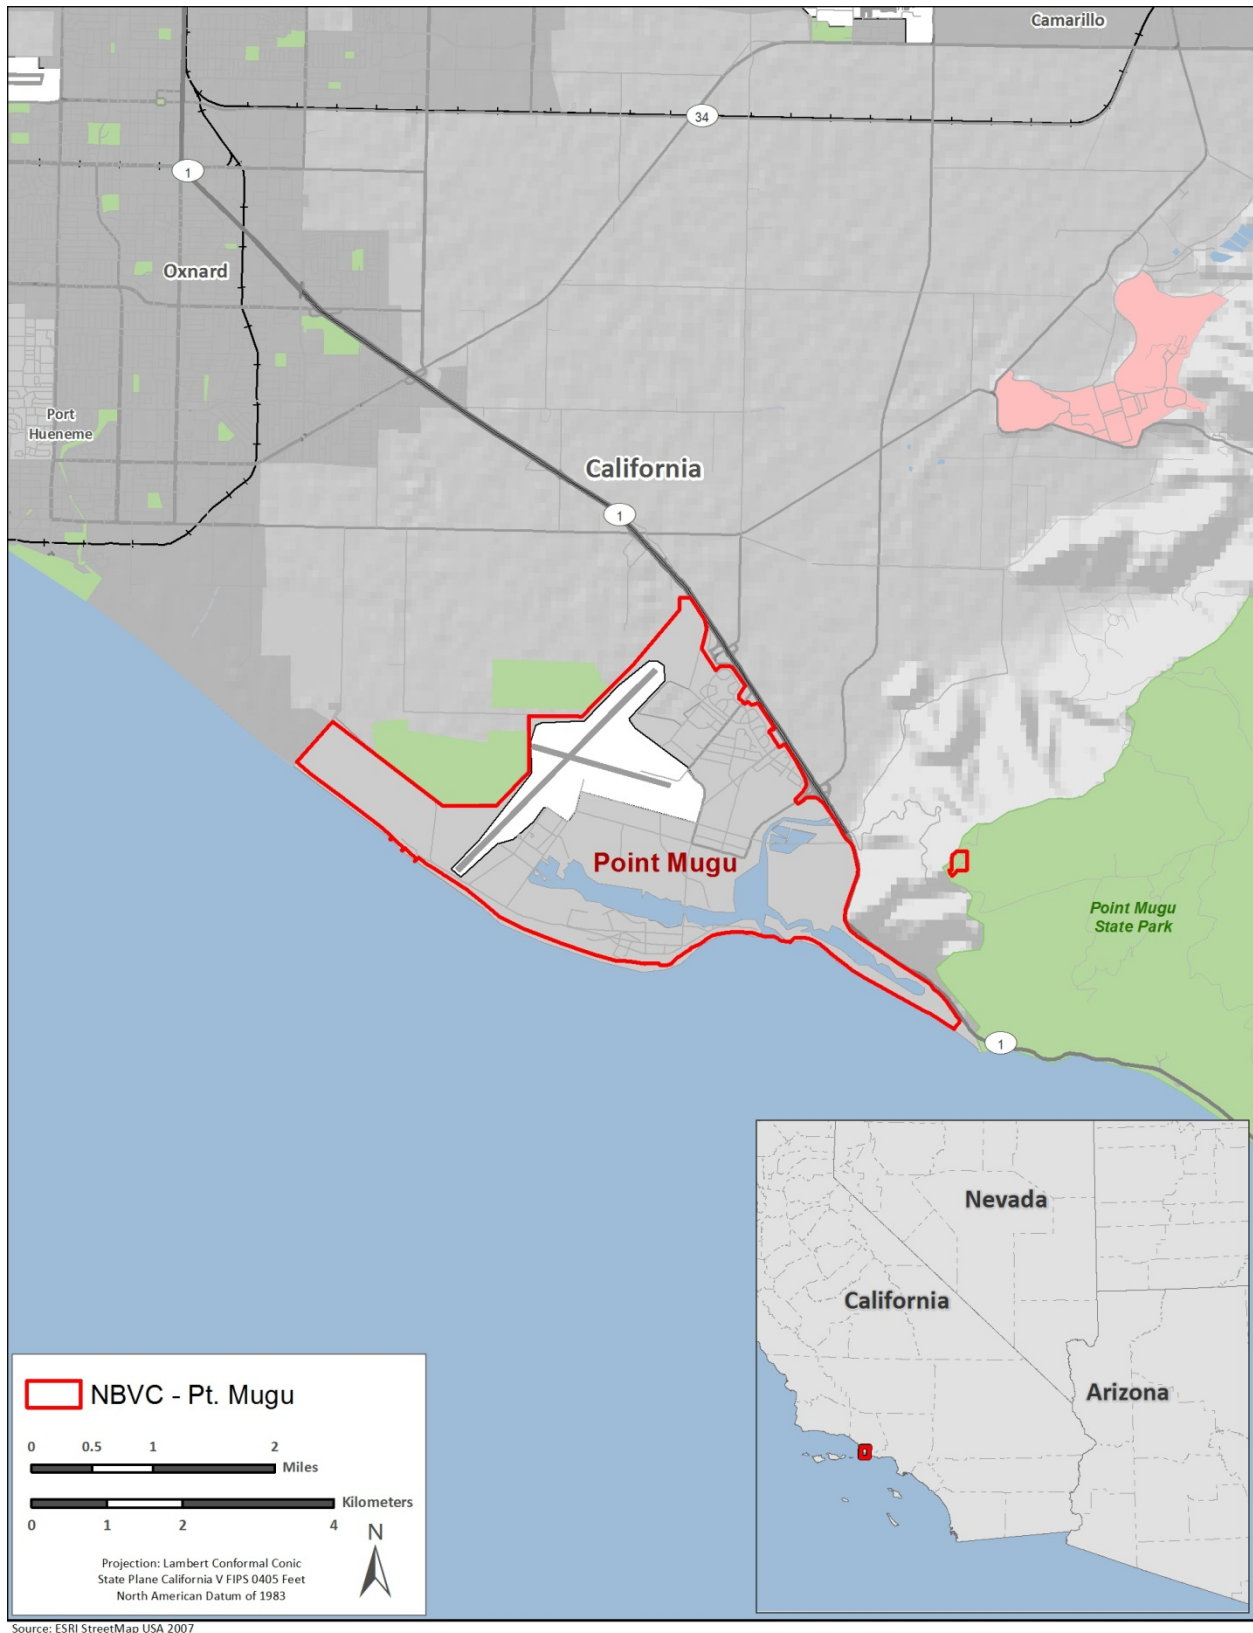 Camarillo
34
1
Oxnard
Port
Hueneme
California
1
Point Mugu
Point Mugu
State Park
1
Nevada
California
Arizona
NBVC - Pt. Mugu
0 0.5 1 2
Miles
Kilometers
0 1 2 4
N
Projection: Lambert Conformal Conic
State Plane California V FIPS 0405 Feet
North American Datum of 1983
Source: ESRI StreetMap USA 2007